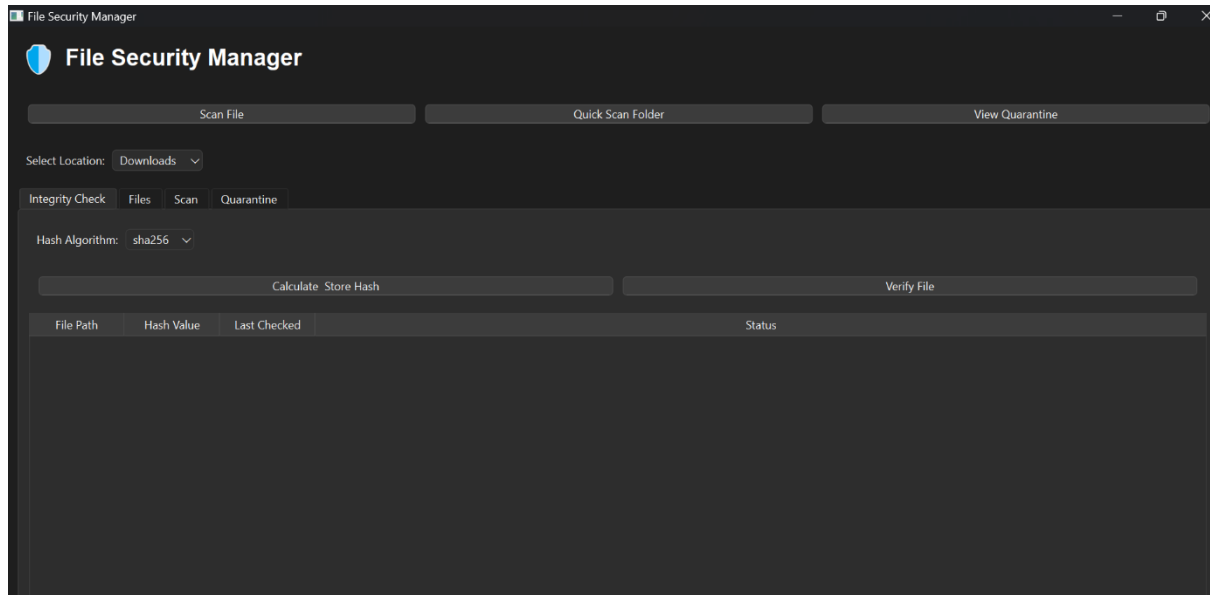 File Security Manager
File Security Manager
Scan File Quick Scan Folder View Quarantine
Select Location: Downloads
Integrity Check Files Scan Quarantine
Hash Algorithm: sha256
Calculate  Store Hash Verify File
File Path Hash Value Last Checked Status